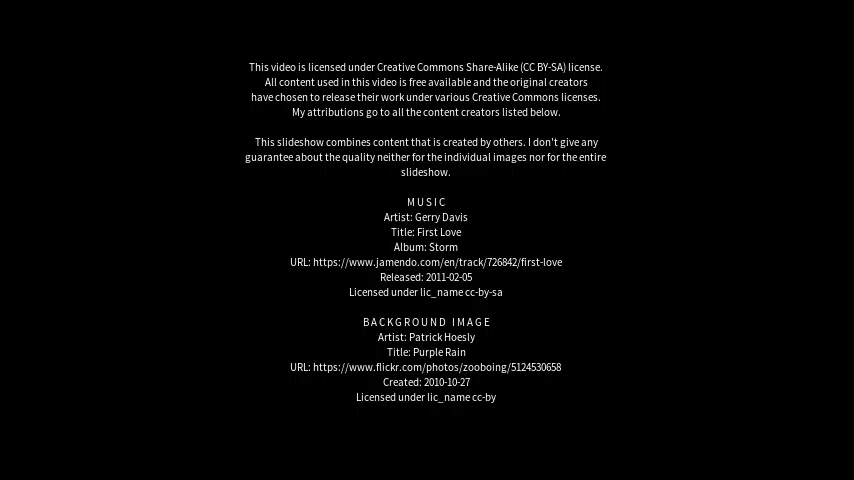 This video is licensed under Creative Commons Share-Alike (CC BY-SA) license.
All content used in this video is free available and the original creators
have chosen to release their work under various Creative Commons licenses.
My attributions go to all the content creators listed below.
This slideshow combines content that is created by others. I don't give any
guarantee about the quality neither for the individual images nor for the entire
slideshow.
MUSIC
Artist: Gerry Davis
Title: First Love
Album: Storm
URL: https://www.jamendo.com/en/track/726842/first-love
Released: 2011-02-05
Licensed under lic_name cc-by-sa
BACKGROUND IMAGE
Artist: Patrick Hoesly
Title: Purple Rain
URL: https://www.flickr.com/photos/zooboing/5124530658
Created: 2010-10-27
Licensed under lic_name cc-by